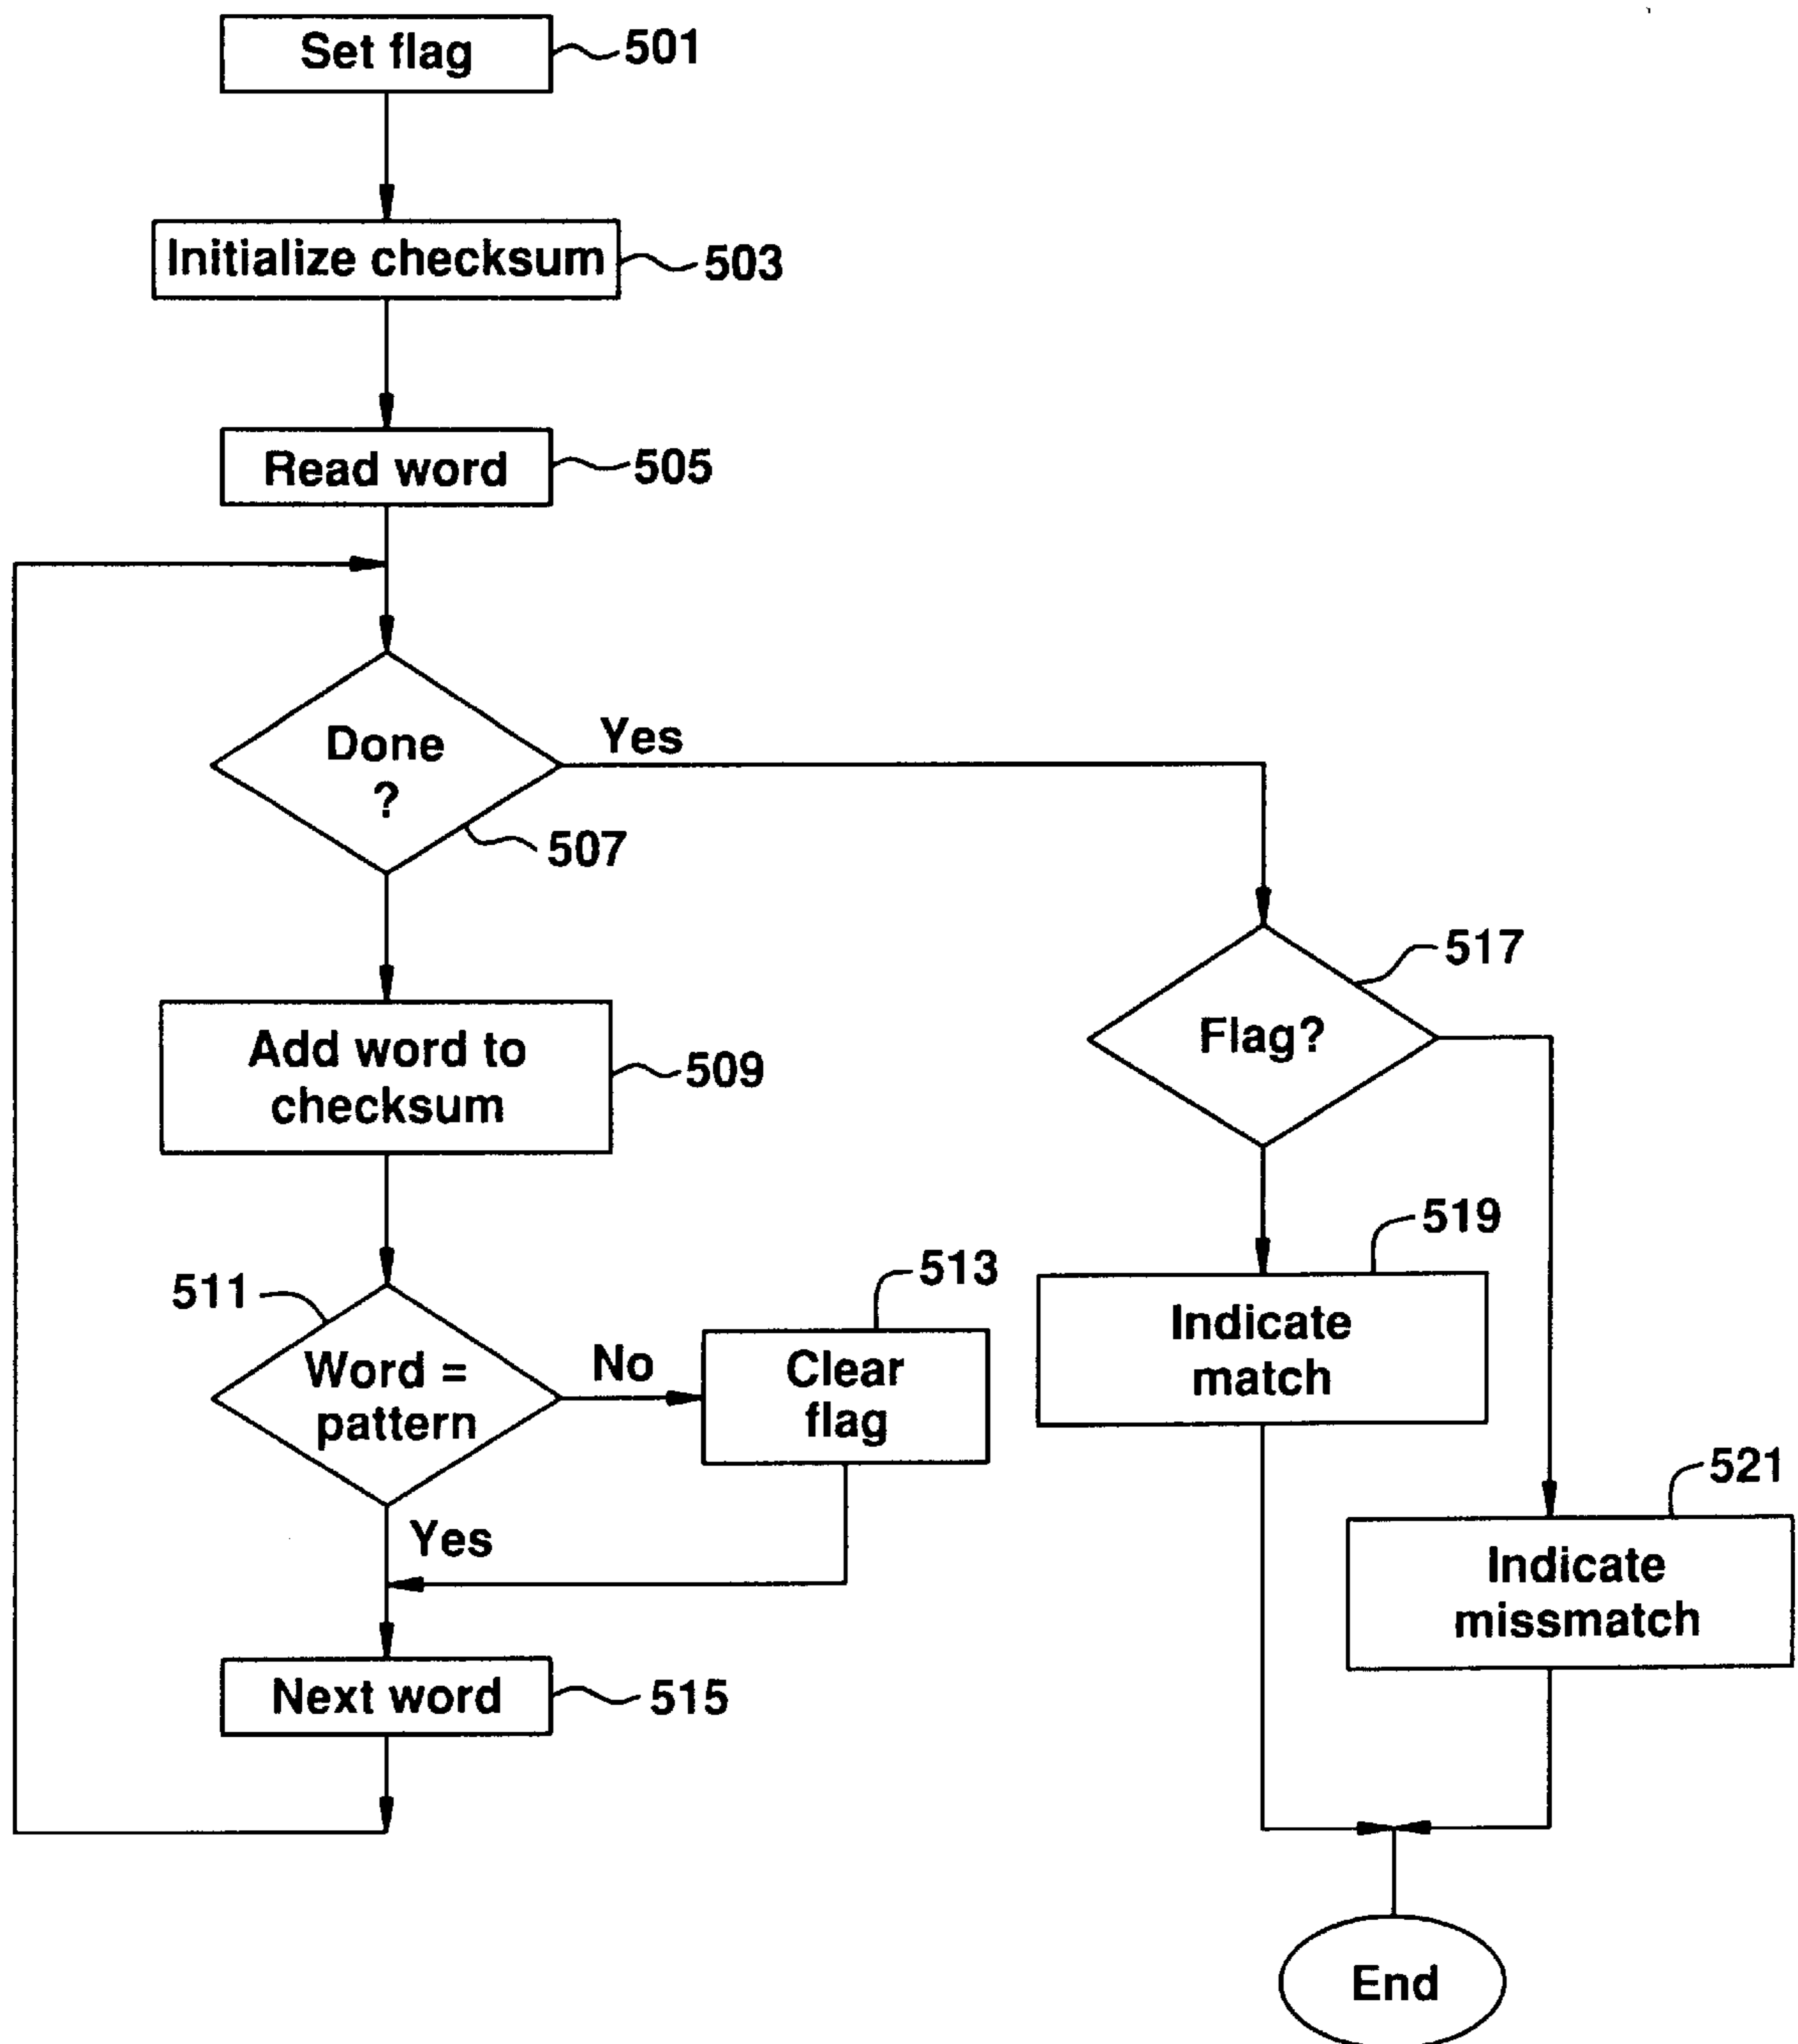 Set flag
501
Initialize checksum
503
Read word
505
Done
?
Yes
507
Add word to
checksum
509
511
Word =
pattern
No
513
Clear
flag
Yes
Next word
515
517
Flag?
519
Indicate
match
521
Indicate
missmatch
End